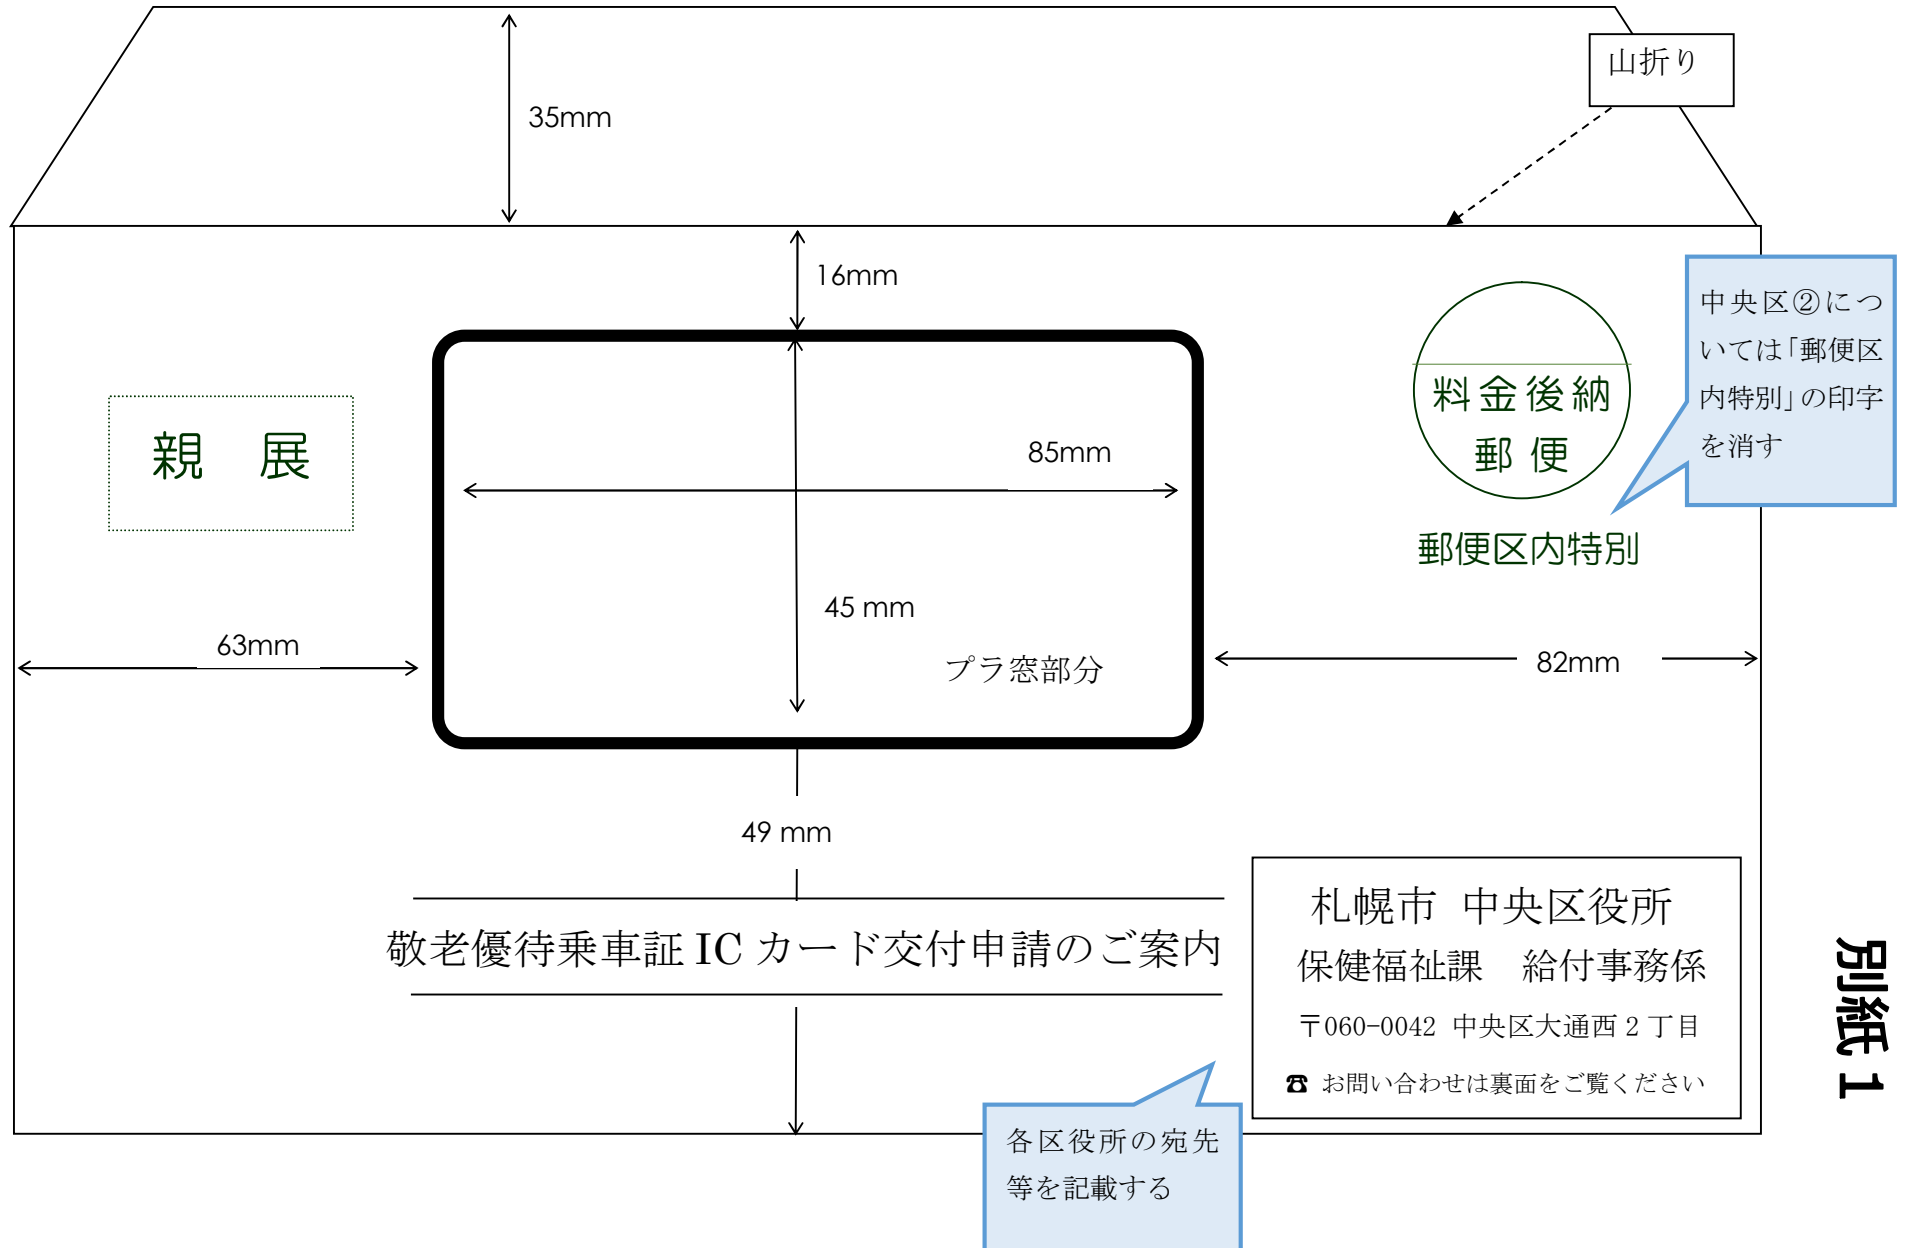 山折り
35mm
16mm
中央区②につ
いては「郵便区
内特別」の印字
を消す
料金後納
郵便
親　展
85mm
郵便区内特別
45 mm
63mm
プラ窓部分
82mm
49 mm
敬老優待乗車証 IC カード交付申請のご案内
札幌市 中央区役所
保健福祉課　給付事務係
〒060-0042 中央区大通西 2 丁目
☎ お問い合わせは裏面をご覧ください
各区役所の宛先
等を記載する
別紙 1